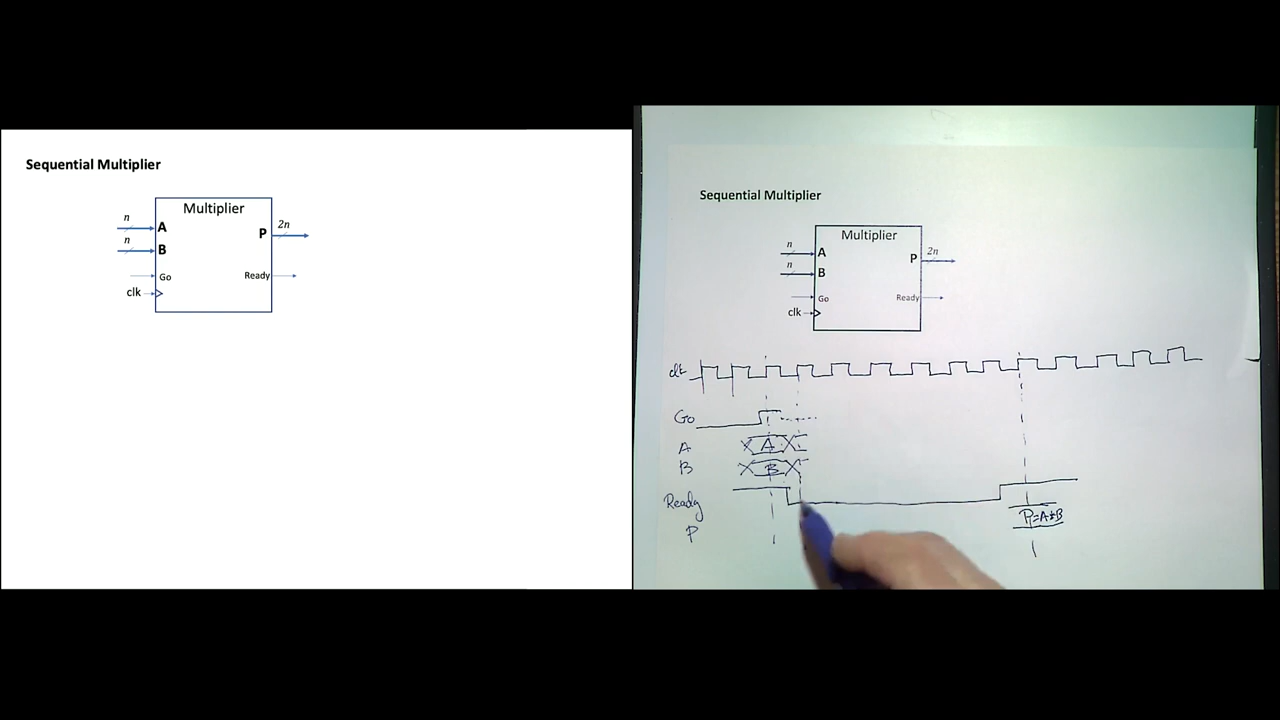 Sequential Multiplier
Multiplier
n
A
P
2n
n
B
Go
Ready
clk
Sequential Multiplier
Multiplier
n
A
P
2n
n
B
Go
Ready
clk
clk
Go
A
A
B
B
Ready
P
P=A*B